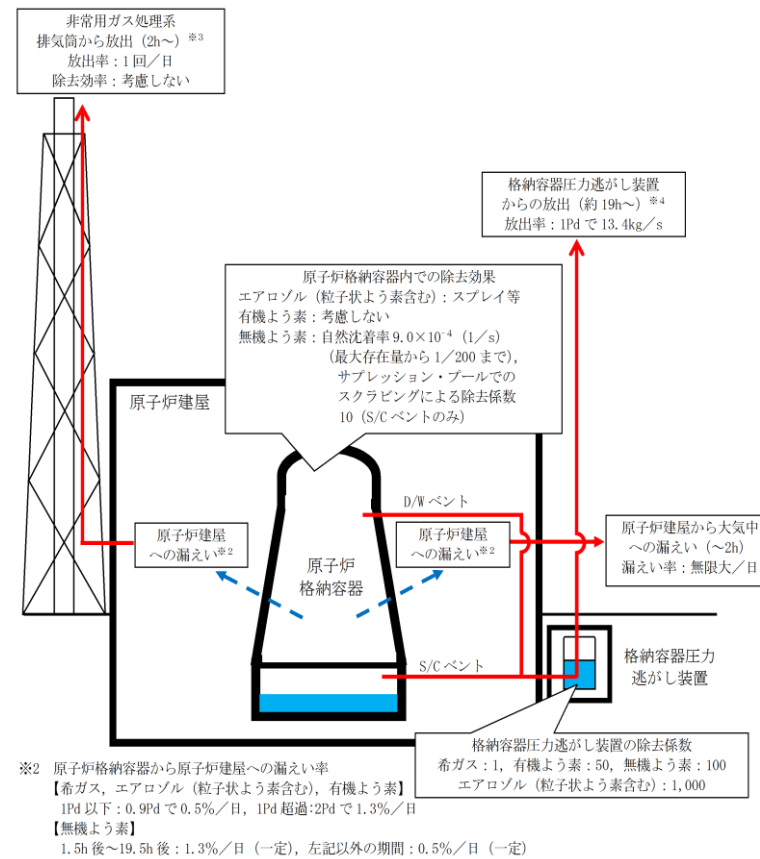 非常用ガス処理系
排気筒から放出（2h～）※3
放出率：1回／日
除去効率：考慮しない
格納容器圧力逃がし装置
からの放出（約19h～）※4
放出率：1Pdで13.4kg／s
原子炉格納容器内での除去効果
エアロゾル（粒子状よう素含む）：スプレイ等
有機よう素：考慮しない
無機よう素：自然沈着率9.0×10⁻⁴（1／s）
（最大存在量から1／200まで），
サプレッション・プールでの
スクラビングによる除去係数
10（S/Cベントのみ）
原子炉建屋
D/Wベント
原子炉建屋
への漏えい※2
原子炉建屋
への漏えい※2
原子炉建屋から大気中
への漏えい（～2h）
漏えい率：無限大／日
原子炉
格納容器
S/Cベント
格納容器圧力
逃がし装置
格納容器圧力逃がし装置の除去係数
希ガス：1，有機よう素：50，無機よう素：100
エアロゾル（粒子状よう素含む）：1,000
※2　原子炉格納容器から原子炉建屋への漏えい率
【希ガス，エアロゾル（粒子状よう素含む），有機よう素】
1Pd以下：0.9Pdで0.5％／日，1Pd超過:2Pdで1.3％／日
【無機よう素】
1.5h後～19.5h後：1.3％／日（一定），左記以外の期間：0.5％／日（一定）